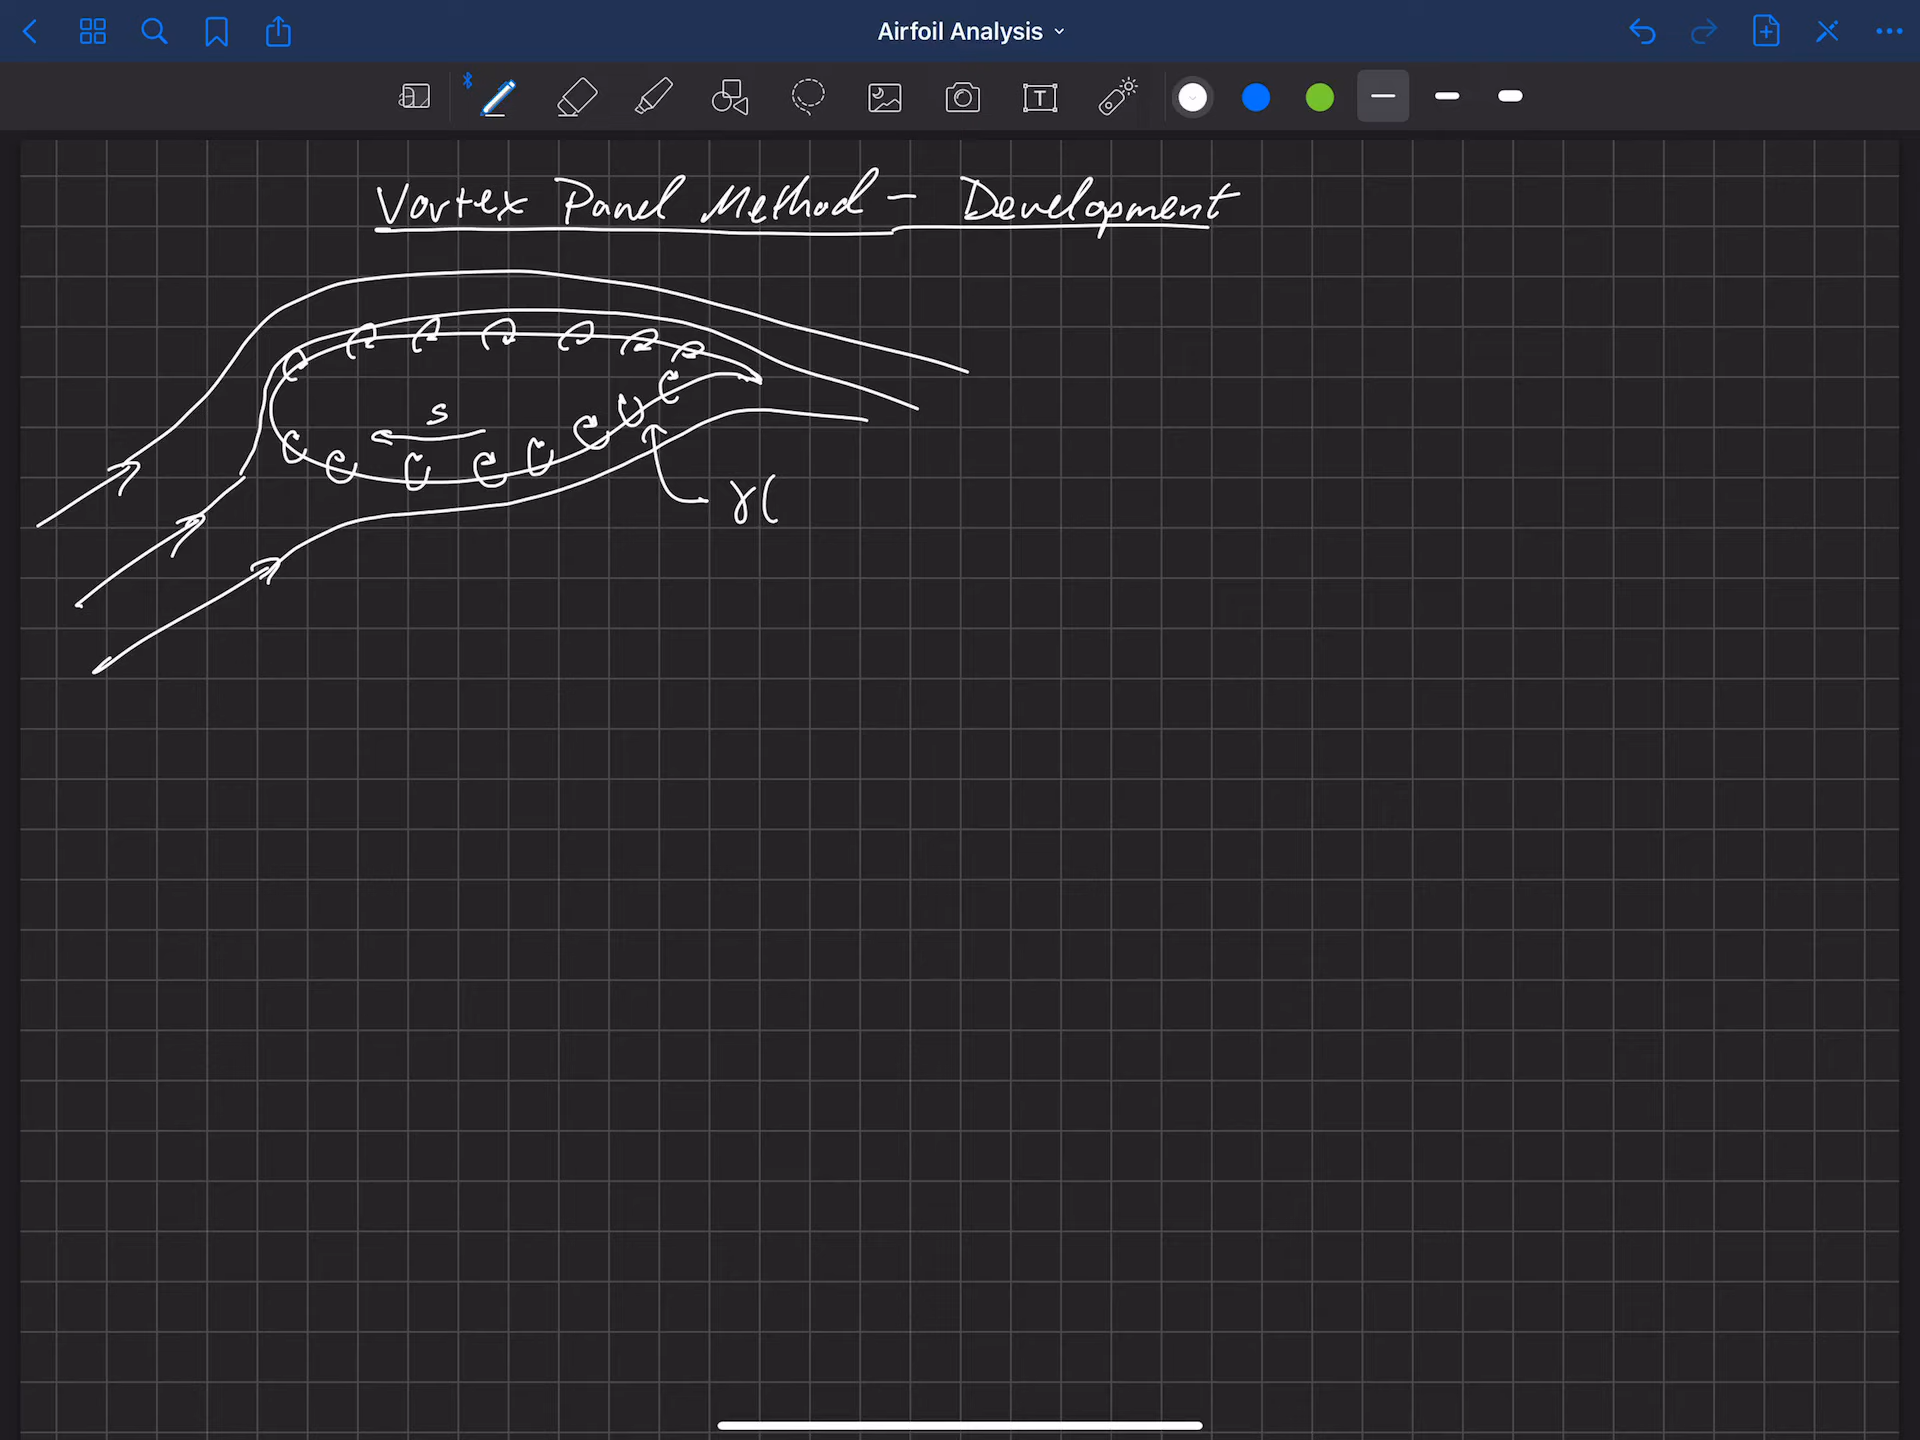 Airfoil Analysis
Vortex Panel Method - Development
s
γ(